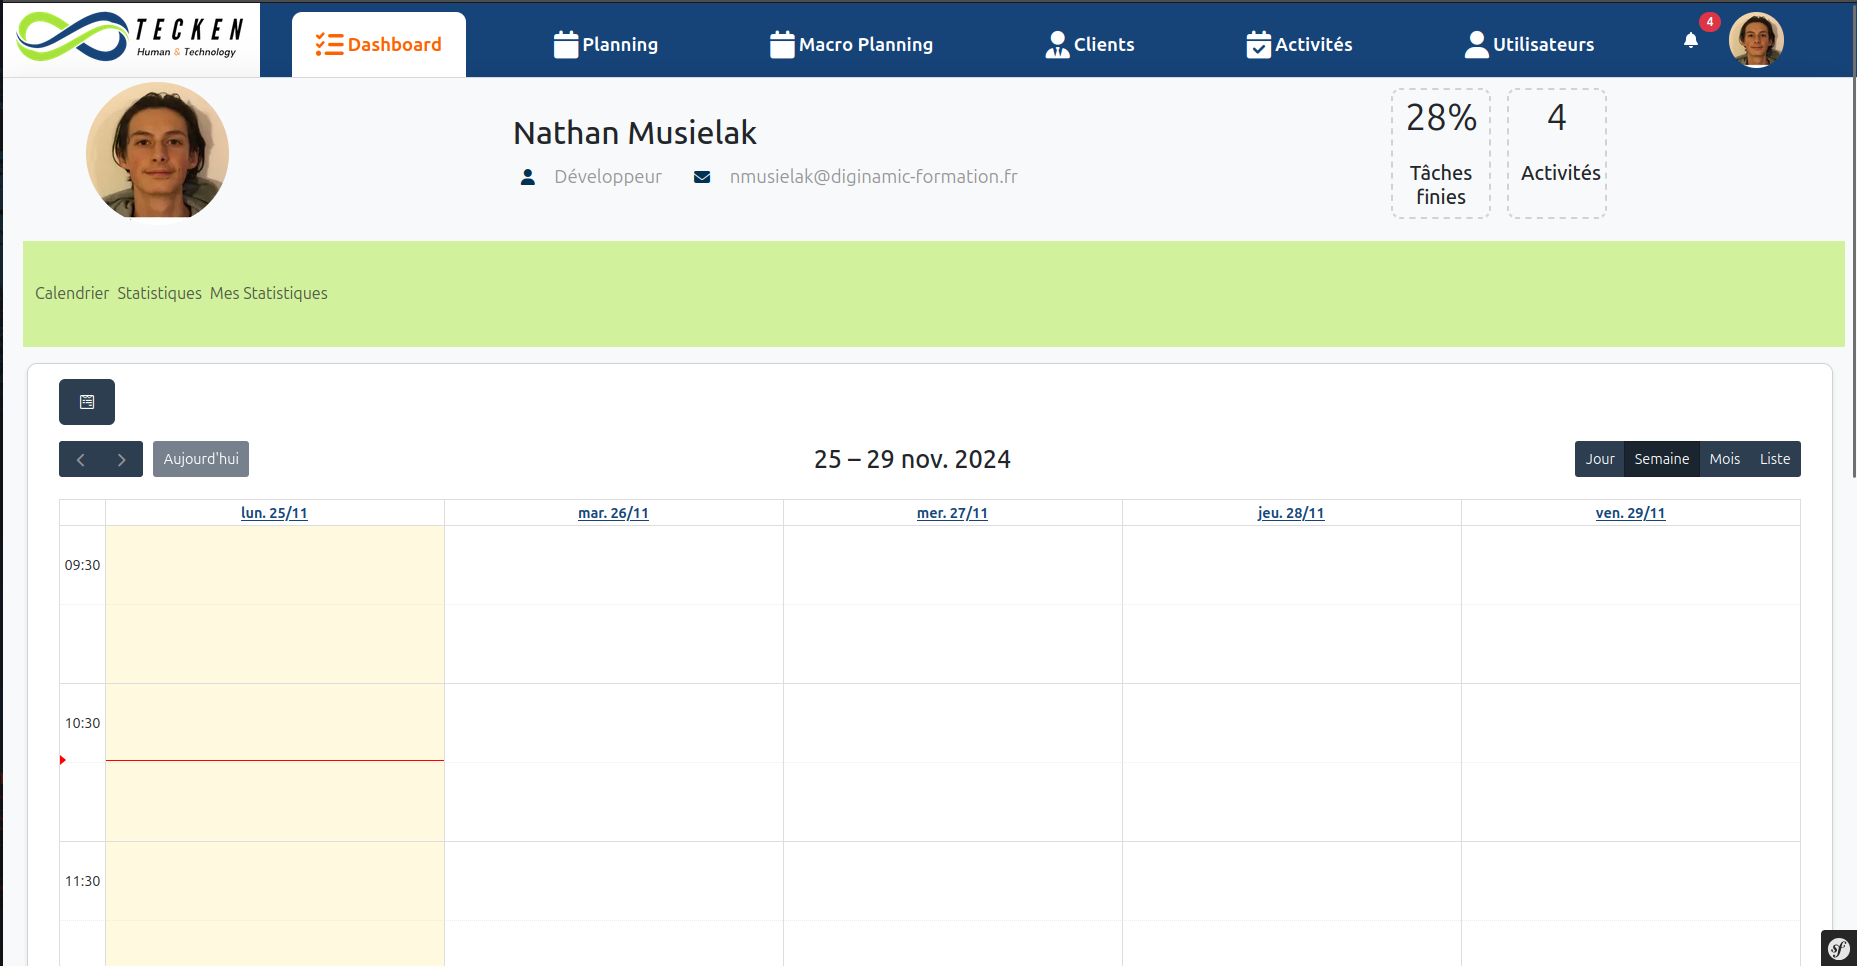 TECKEN
Human & Technology
Dashboard
Planning
Macro Planning
Clients
Activités
Utilisateurs
4
Nathan Musielak
Développeur
nmusielak@diginamic-formation.fr
28%
Tâches
finies
4
Activités
Calendrier Statistiques Mes Statistiques
Aujourd'hui
25 – 29 nov. 2024
Jour Semaine Mois Liste
lun. 25/11
mar. 26/11
mer. 27/11
jeu. 28/11
ven. 29/11
09:30
10:30
11:30
sf